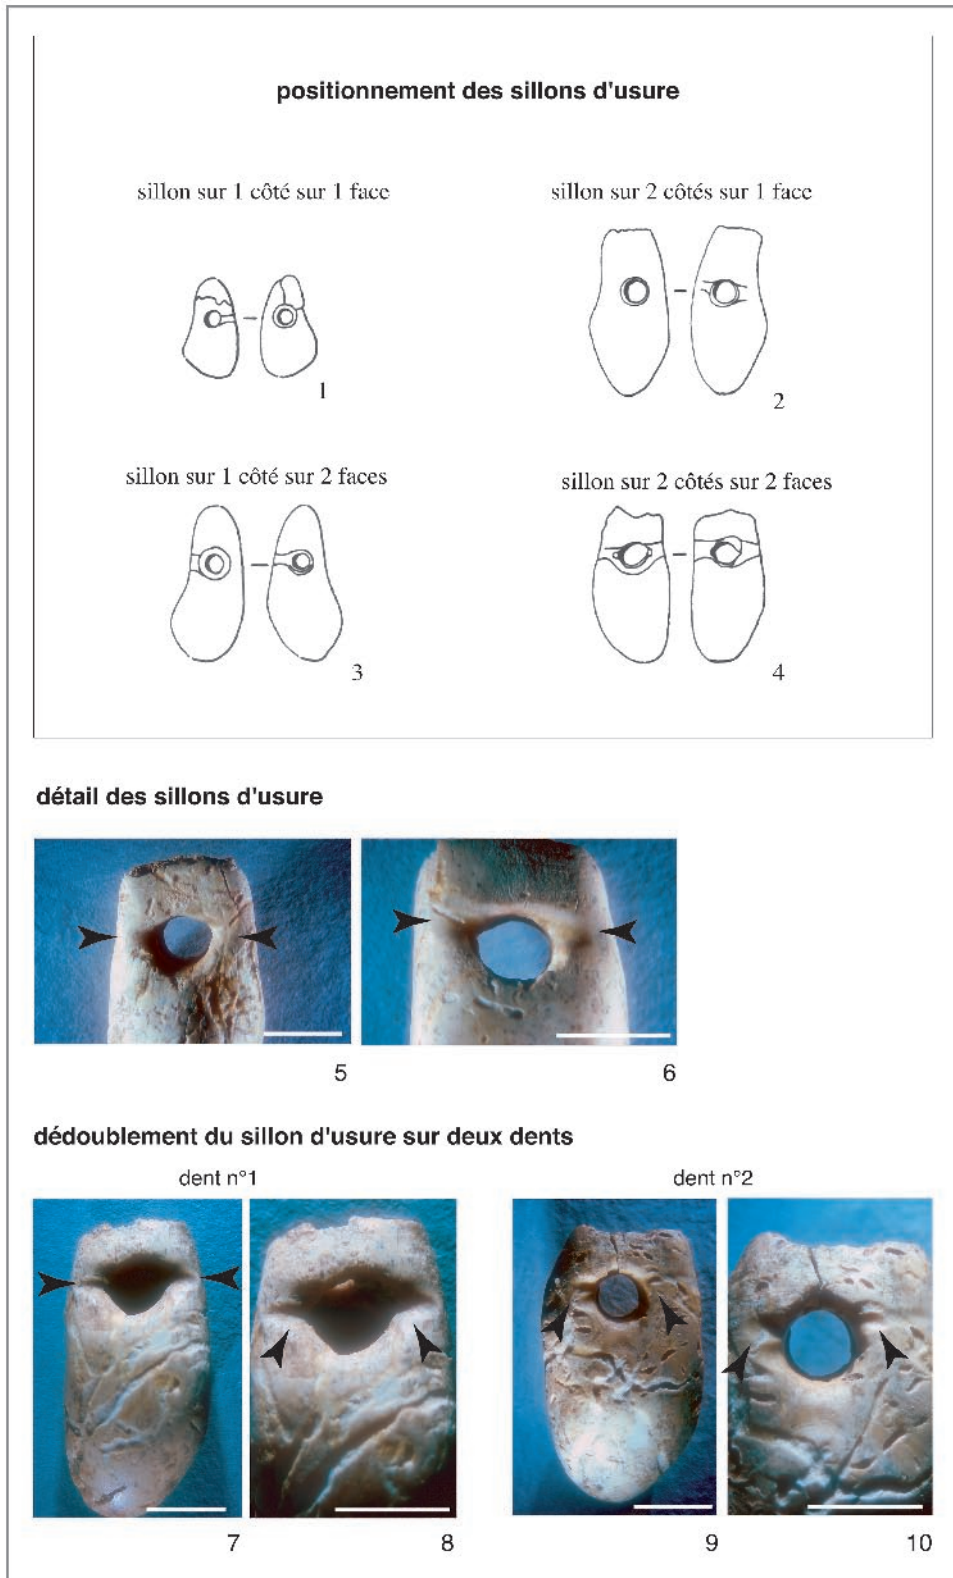 positionnement des sillons d'usure
sillon sur 1 côté sur 1 face
sillon sur 2 côtés sur 1 face
1
2
sillon sur 1 côté sur 2 faces
sillon sur 2 côtés sur 2 faces
3
4
détail des sillons d'usure
5
6
dédoublement du sillon d'usure sur deux dents
dent n°1
dent n°2
7
8
9
10